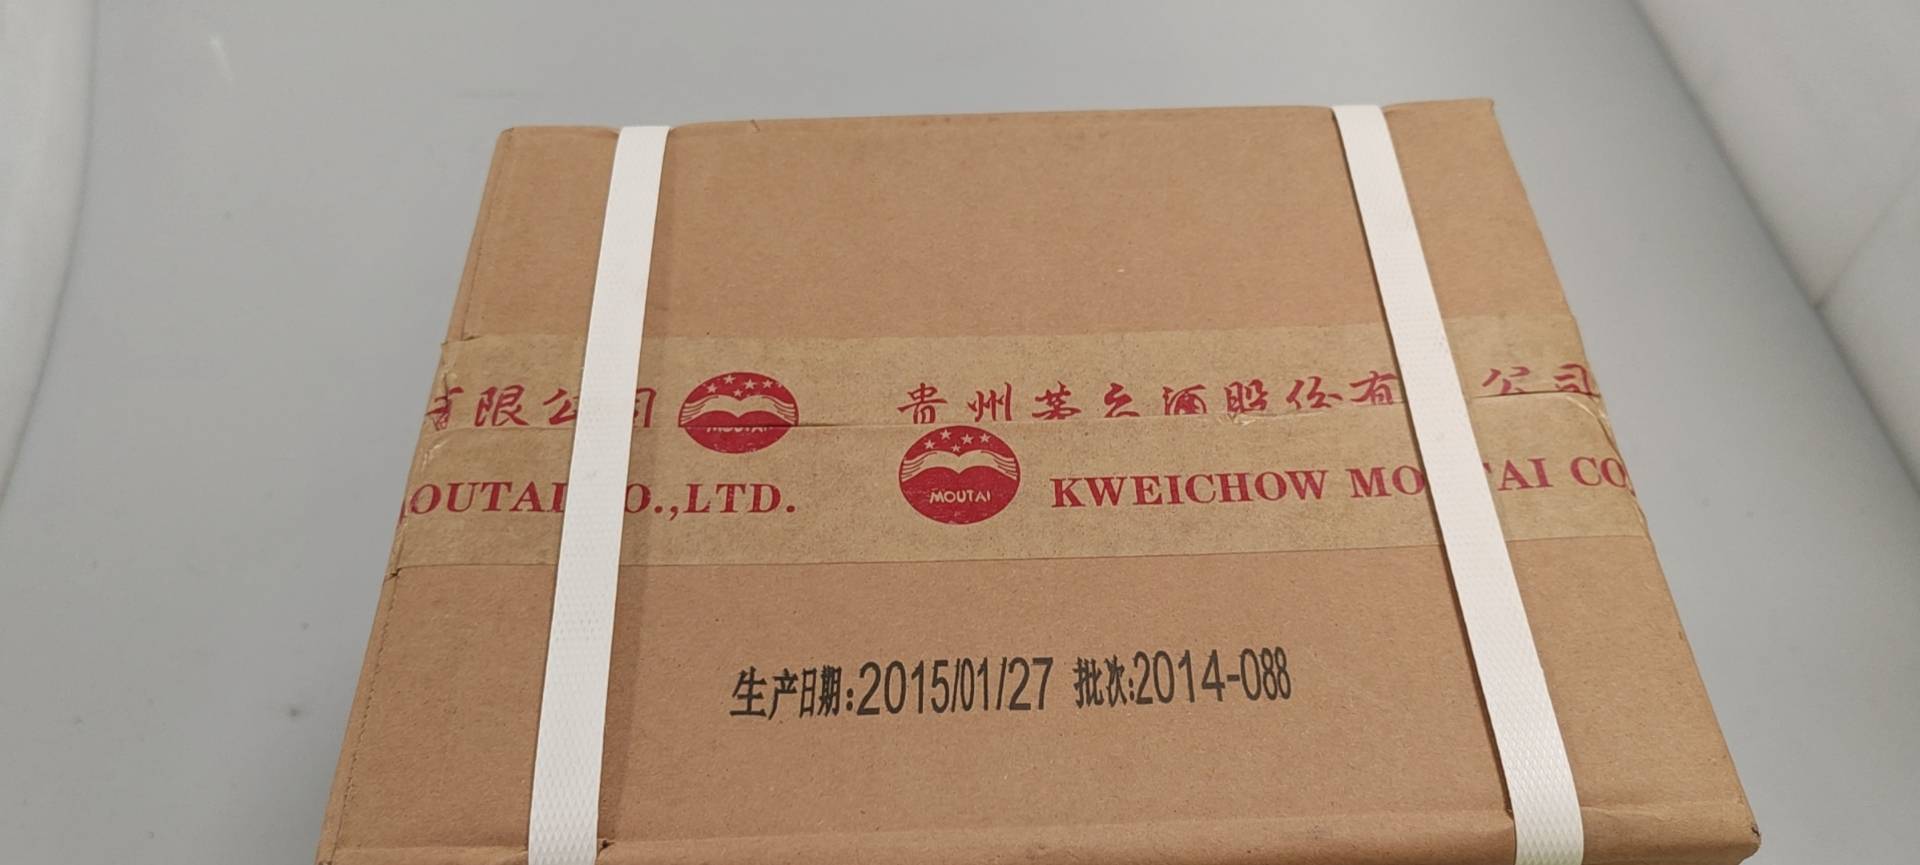 有限公司 MOUTAI 贵州茅台酒股份有 公司
OUTAI O.,LTD. MOUTAI KWEICHOW MO TAI CO.
生产日期:2015/01/27 批次:2014-088